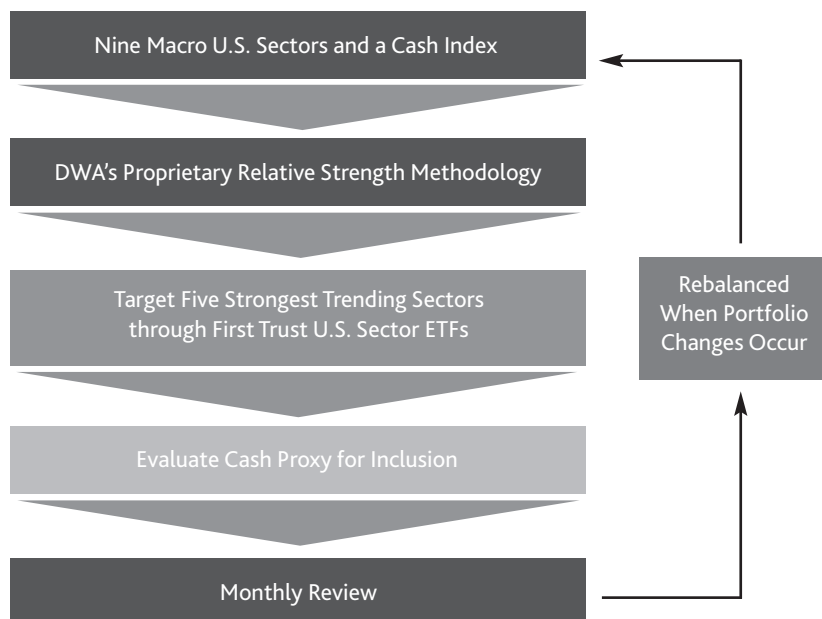 Nine Macro U.S. Sectors and a Cash Index
DWA's Proprietary Relative Strength Methodology
Target Five Strongest Trending Sectors
through First Trust U.S. Sector ETFs
Evaluate Cash Proxy for Inclusion
Monthly Review
Rebalanced
When Portfolio
Changes Occur